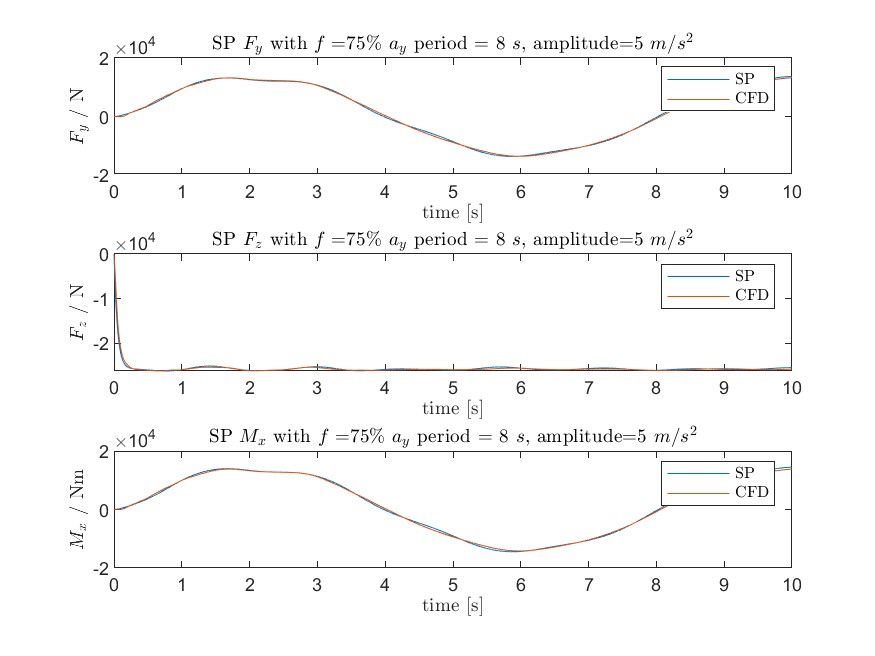 SP F_y with f =75% a_y period = 8 s, amplitude=5 m/s^2
×10^4
2
0
-2
F_y / N
SP
CFD
0 1 2 3 4 5 6 7 8 9 10
time [s]
SP F_z with f =75% a_y period = 8 s, amplitude=5 m/s^2
×10^4
0
-1
-2
F_z / N
SP
CFD
0 1 2 3 4 5 6 7 8 9 10
time [s]
SP M_x with f =75% a_y period = 8 s, amplitude=5 m/s^2
×10^4
2
0
-2
M_x / Nm
SP
CFD
0 1 2 3 4 5 6 7 8 9 10
time [s]